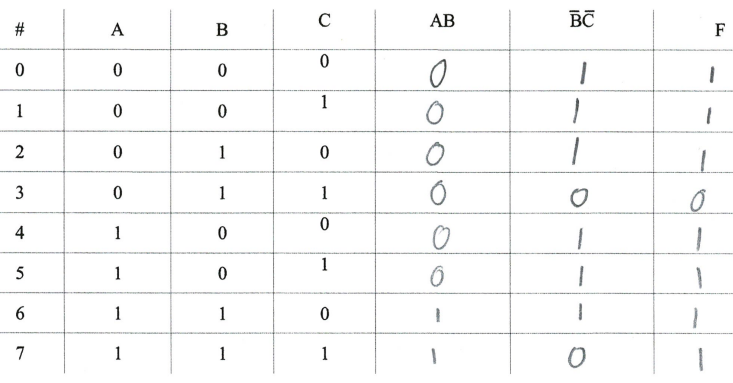 # A B C AB B̅C̅ F
0 0 0 0 0 1 1
1 0 0 1 0 1 1
2 0 1 0 0 1 1
3 0 1 1 0 0 0
4 1 0 0 0 1 1
5 1 0 1 0 1 1
6 1 1 0 1 1 1
7 1 1 1 1 0 1